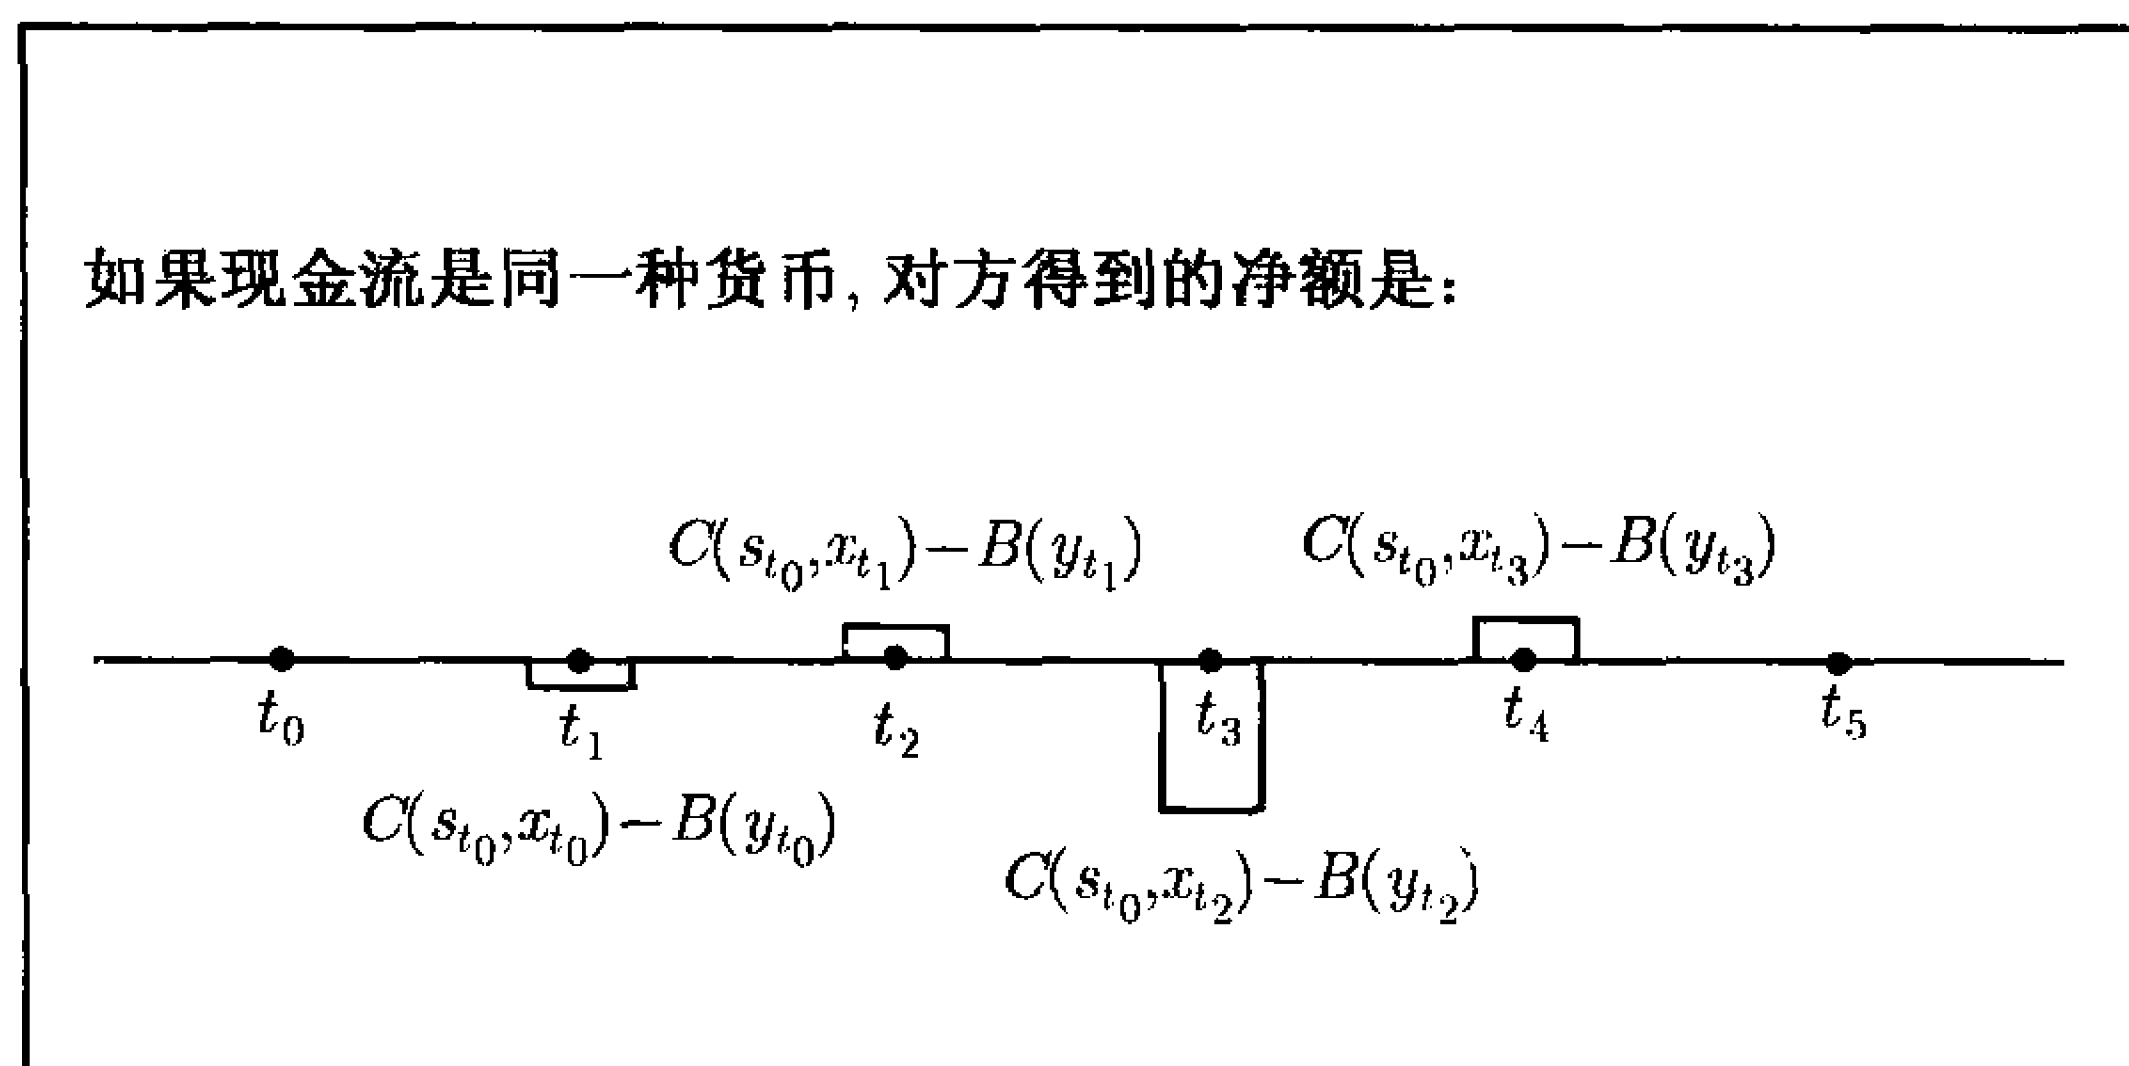 如果现金流是同一种货币, 对方得到的净额是:
C(s_{t_0},x_{t_1})−B(y_{t_1}) C(s_{t_0},x_{t_3})−B(y_{t_3})
t_0 t_1 t_2 t_3 t_4 t_5
C(s_{t_0},x_{t_0})−B(y_{t_0})
C(s_{t_0},x_{t_2})−B(y_{t_2})